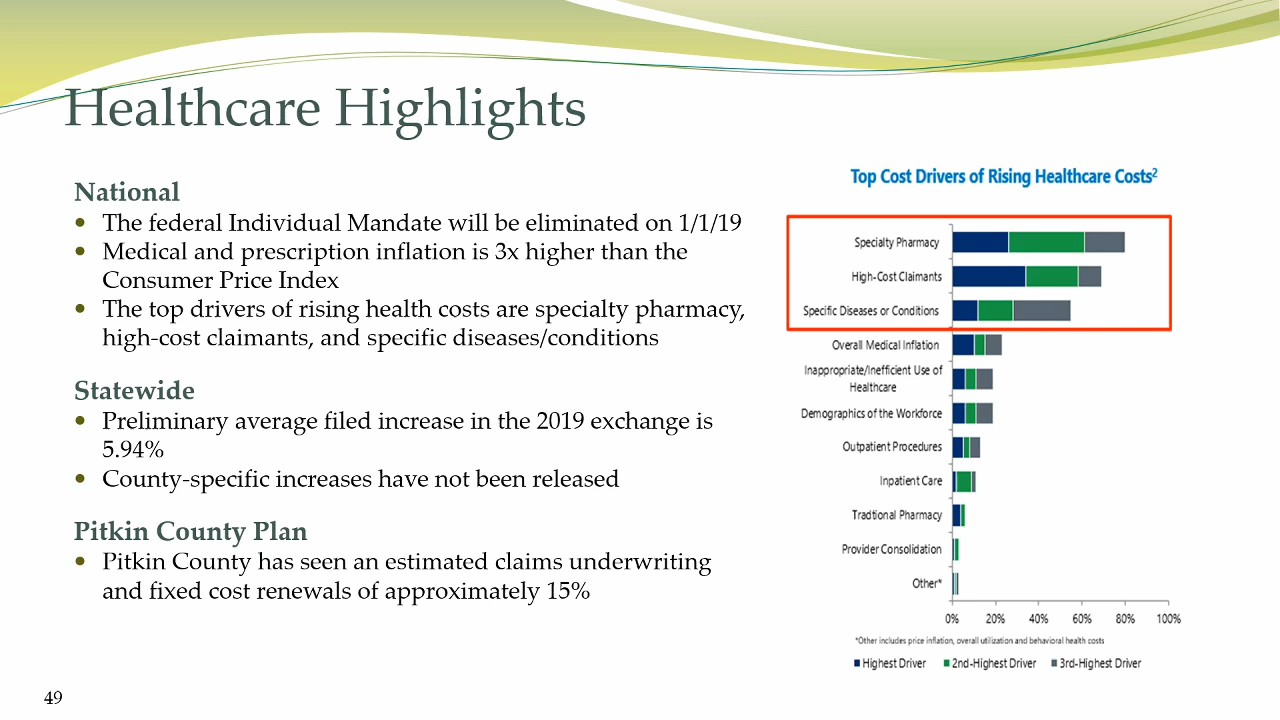 Healthcare Highlights
National
• The federal Individual Mandate will be eliminated on 1/1/19
• Medical and prescription inflation is 3x higher than the
Consumer Price Index
• The top drivers of rising health costs are specialty pharmacy,
high-cost claimants, and specific diseases/conditions
Statewide
• Preliminary average filed increase in the 2019 exchange is
5.94%
• County-specific increases have not been released
Pitkin County Plan
• Pitkin County has seen an estimated claims underwriting
and fixed cost renewals of approximately 15%
Top Cost Drivers of Rising Healthcare Costs2
Specialty Pharmacy
High-Cost Claimants
Specific Diseases or Conditions
Overall Medical Inflation
Inappropriate/Inefficient Use of
Healthcare
Demographics of the Workforce
Outpatient Procedures
Inpatient Care
Tradtional Pharmacy
Provider Consolidation
Other*
0% 20% 40% 60% 80% 100%
*Other includes price inflation, overall utilization and behavioral health costs
Highest Driver 2nd-Highest Driver 3rd-Highest Driver
49